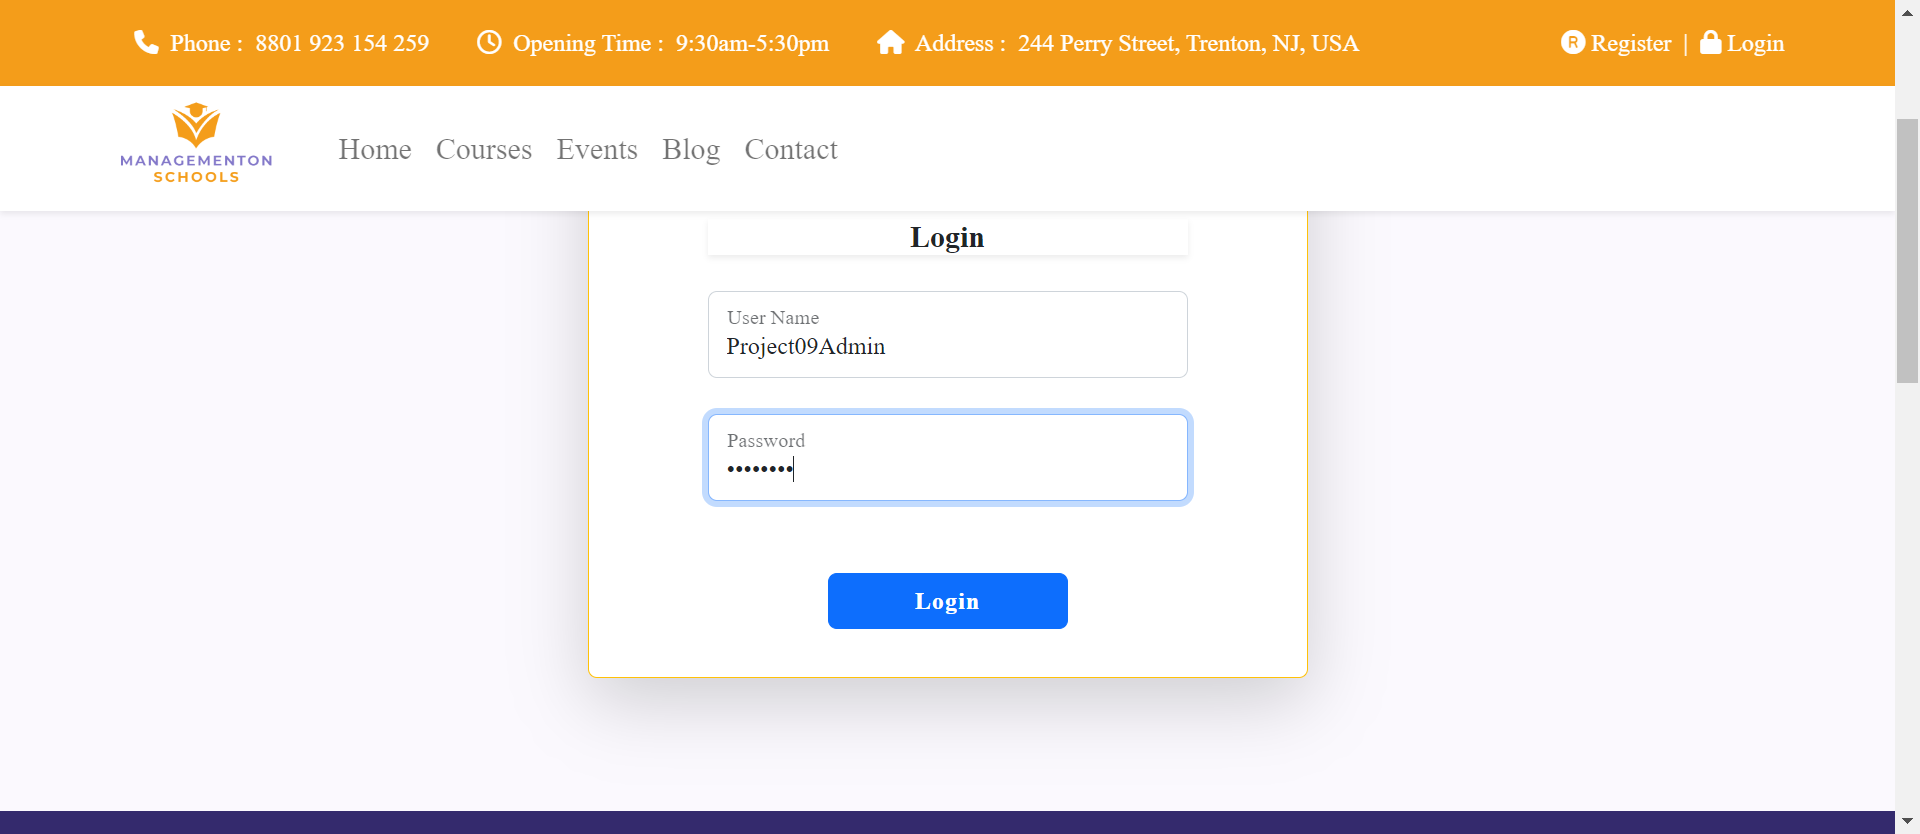 Phone : 8801 923 154 259 Opening Time : 9:30am-5:30pm Address : 244 Perry Street, Trenton, NJ, USA Register | Login
MANAGEMENTON
SCHOOLS
Home Courses Events Blog Contact
Login
User Name
Project09Admin
Password
••••••••
Login